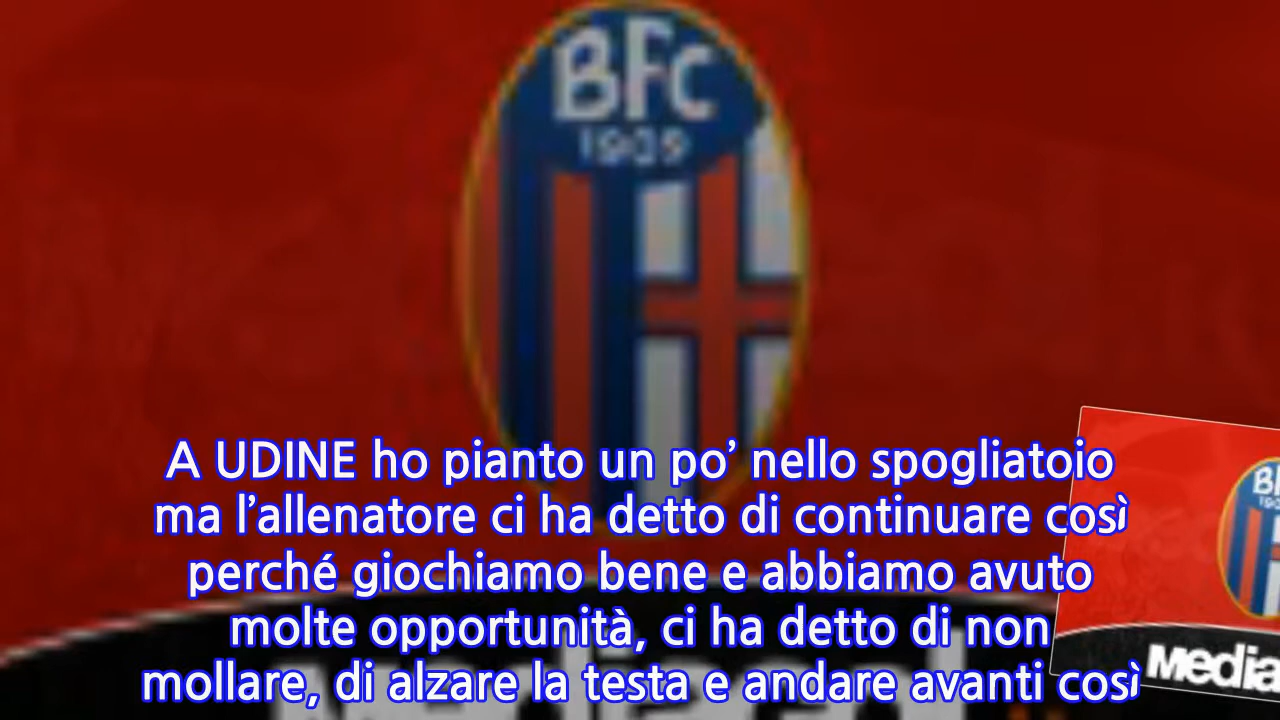 BFC
1909
A UDINE ho pianto un po’ nello spogliatoio
ma l’allenatore ci ha detto di continuare così
perché giochiamo bene e abbiamo avuto
molte opportunità, ci ha detto di non
mollare, di alzare la testa e andare avanti così
Media